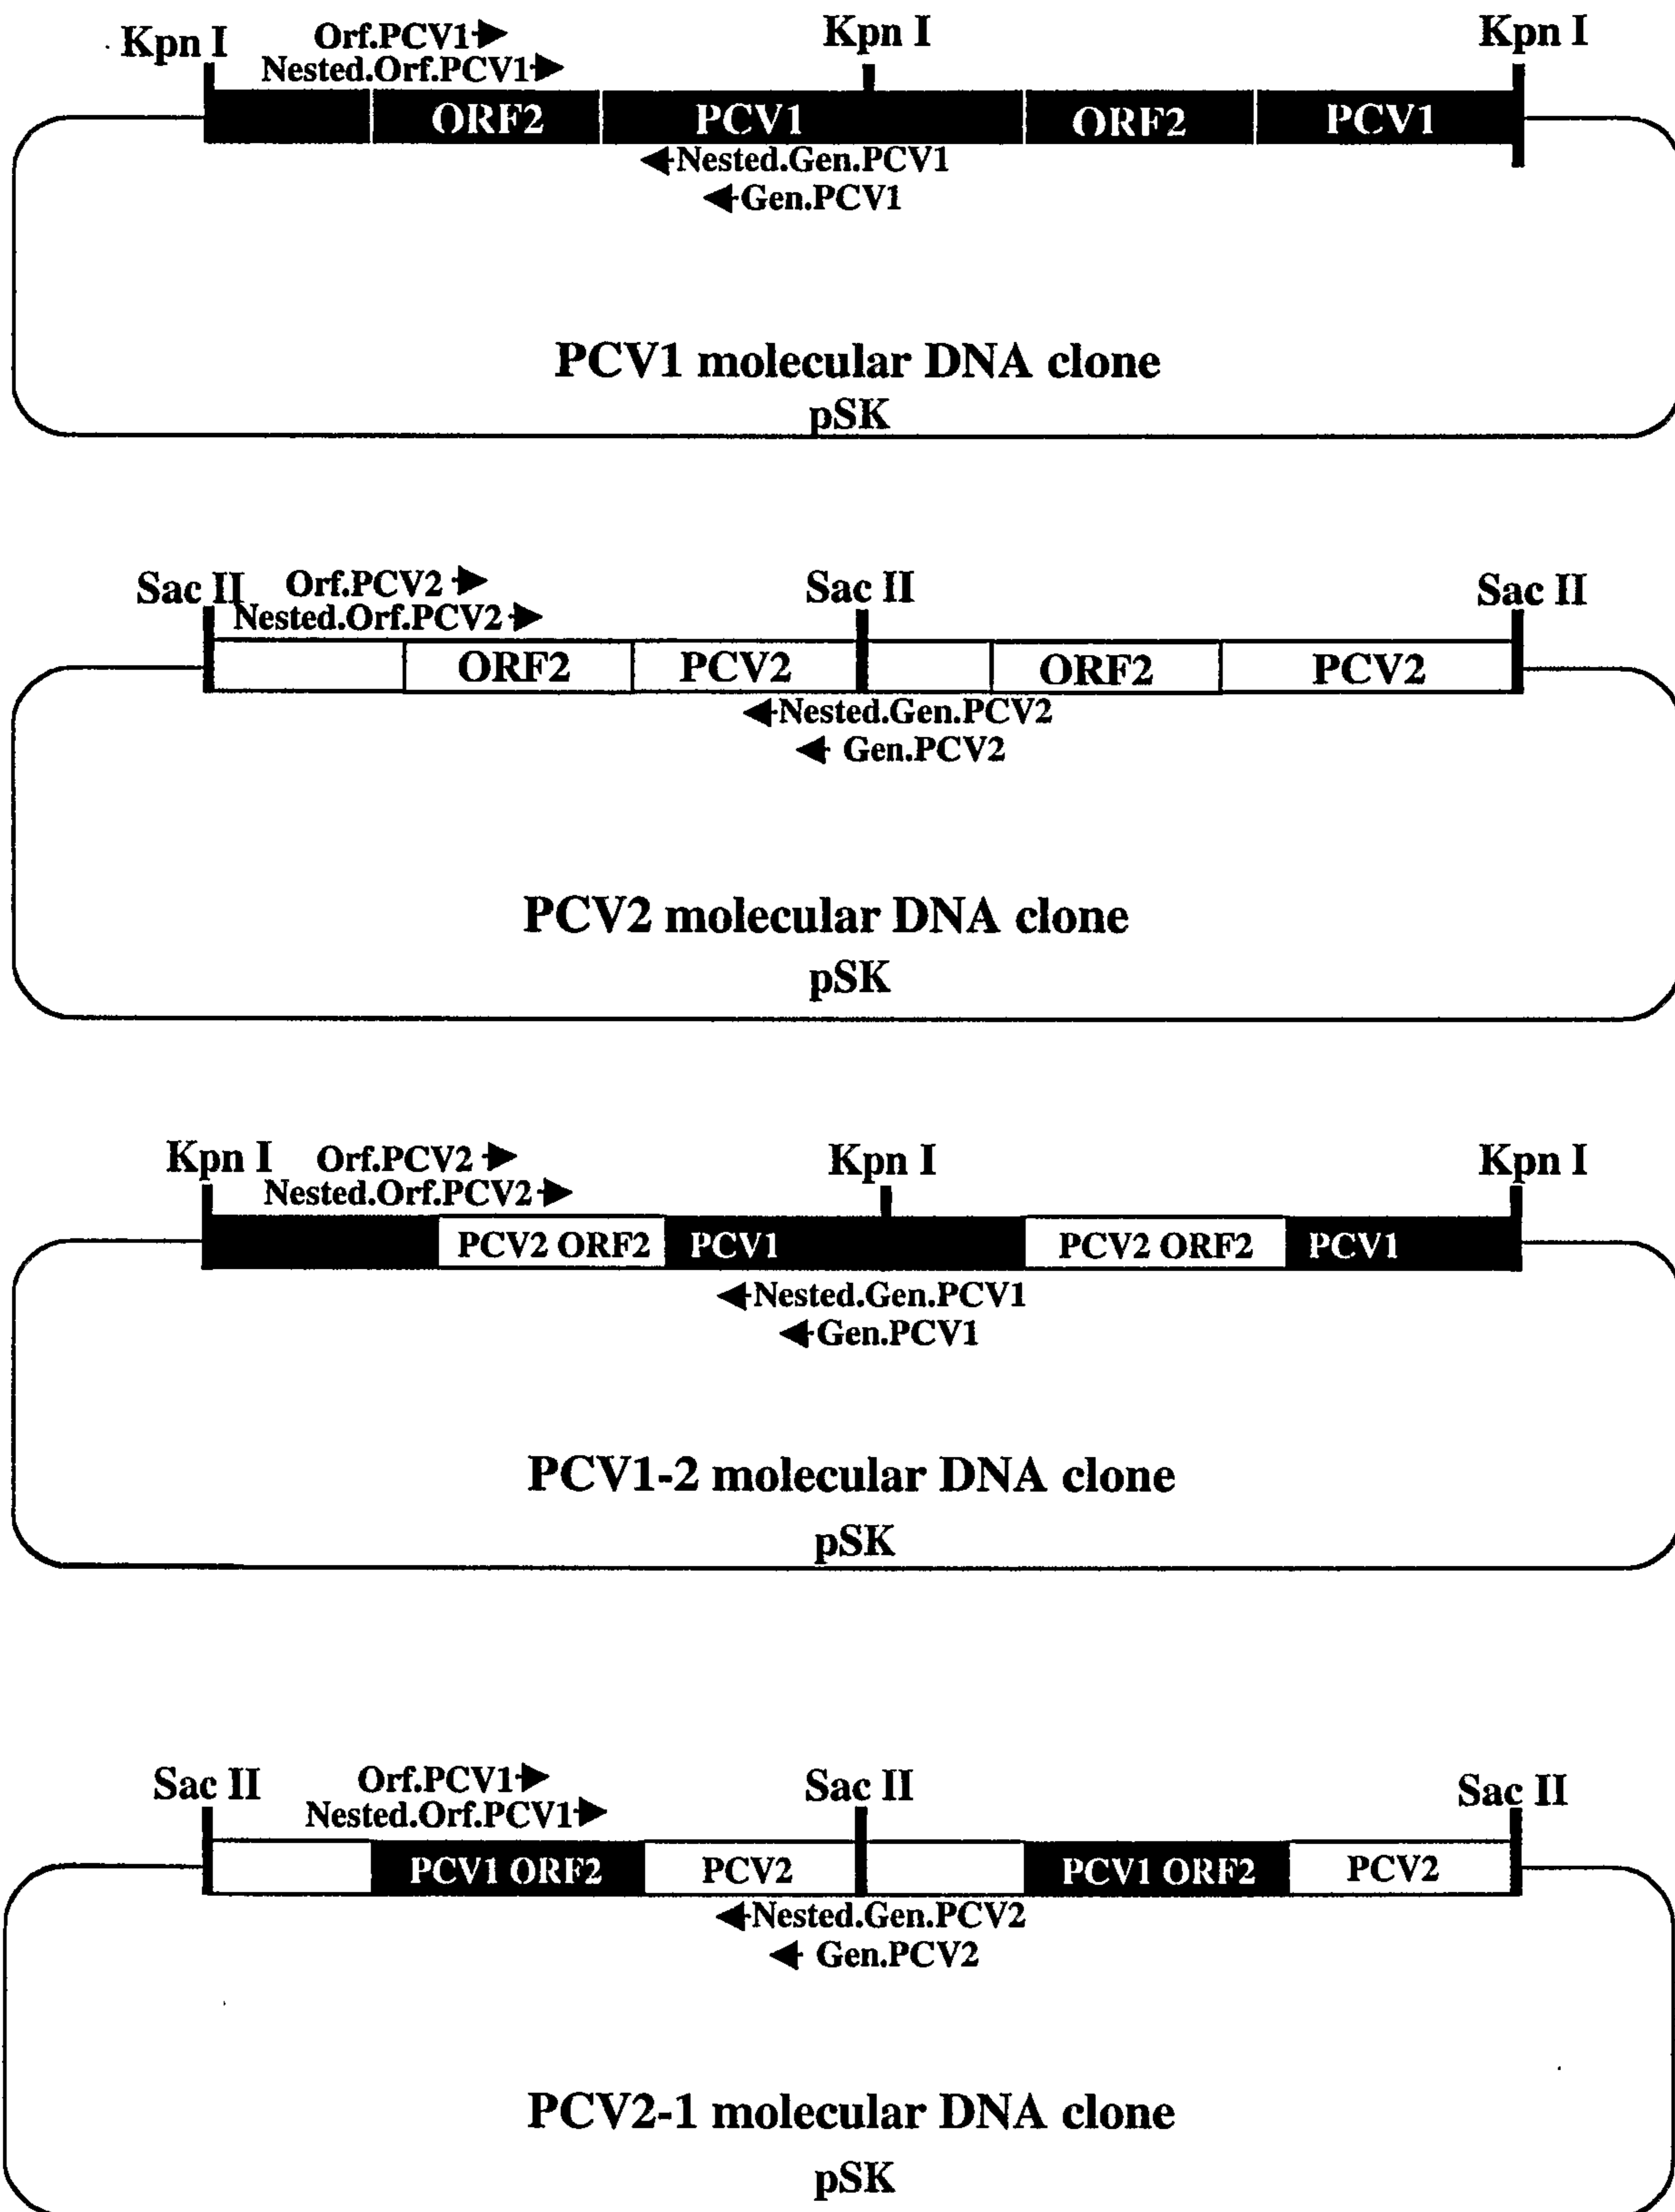 Kpn I Orf.PCV1 Kpn I Kpn I
Nested.Orf.PCV1
ORF2 PCV1 ORF2 PCV1
Nested.Gen.PCV1
Gen.PCV1
PCV1 molecular DNA clone
pSK
Sac II Orf.PCV2 Sac II Sac II
Nested.Orf.PCV2
ORF2 PCV2 ORF2 PCV2
Nested.Gen.PCV2
Gen.PCV2
PCV2 molecular DNA clone
pSK
Kpn I Orf.PCV2 Kpn I Kpn I
Nested.Orf.PCV2
PCV2 ORF2 PCV1 PCV2 ORF2 PCV1
Nested.Gen.PCV1
Gen.PCV1
PCV1-2 molecular DNA clone
pSK
Sac II Orf.PCV1 Sac II Sac II
Nested.Orf.PCV1
PCV1 ORF2 PCV2 PCV1 ORF2 PCV2
Nested.Gen.PCV2
Gen.PCV2
PCV2-1 molecular DNA clone
pSK